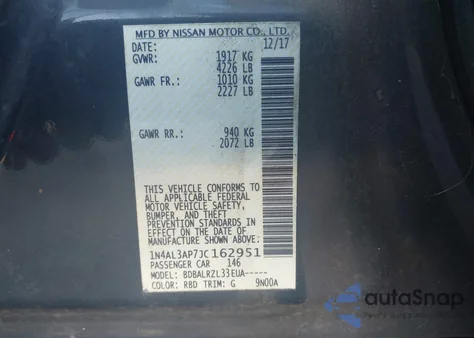 MFD BY NISSAN MOTOR CO., LTD.
DATE: 12/17
GVWR: 1917 KG
4226 LB
GAWR FR.: 1010 KG
2227 LB
GAWR RR.: 940 KG
2072 LB
THIS VEHICLE CONFORMS TO
ALL APPLICABLE FEDERAL
MOTOR VEHICLE SAFETY,
BUMPER, AND THEFT
PREVENTION STANDARDS IN
EFFECT ON THE DATE OF
MANUFACTURE SHOWN ABOVE.
1N4AL3AP7JC162951
PASSENGER CAR 146
MODEL: BDBALRZL33EUA-----
COLOR: RBD TRIM: G 9N00A
autoSnap